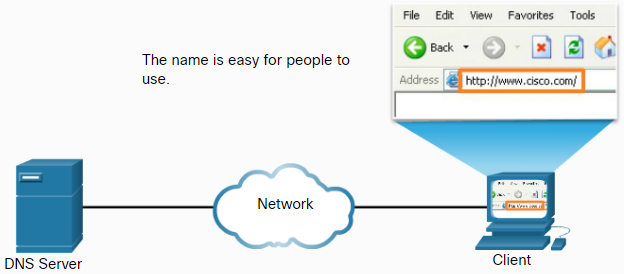 File Edit View Favorites Tools
Back
Address http://www.cisco.com/
The name is easy for people to
use.
Network
DNS Server
Client